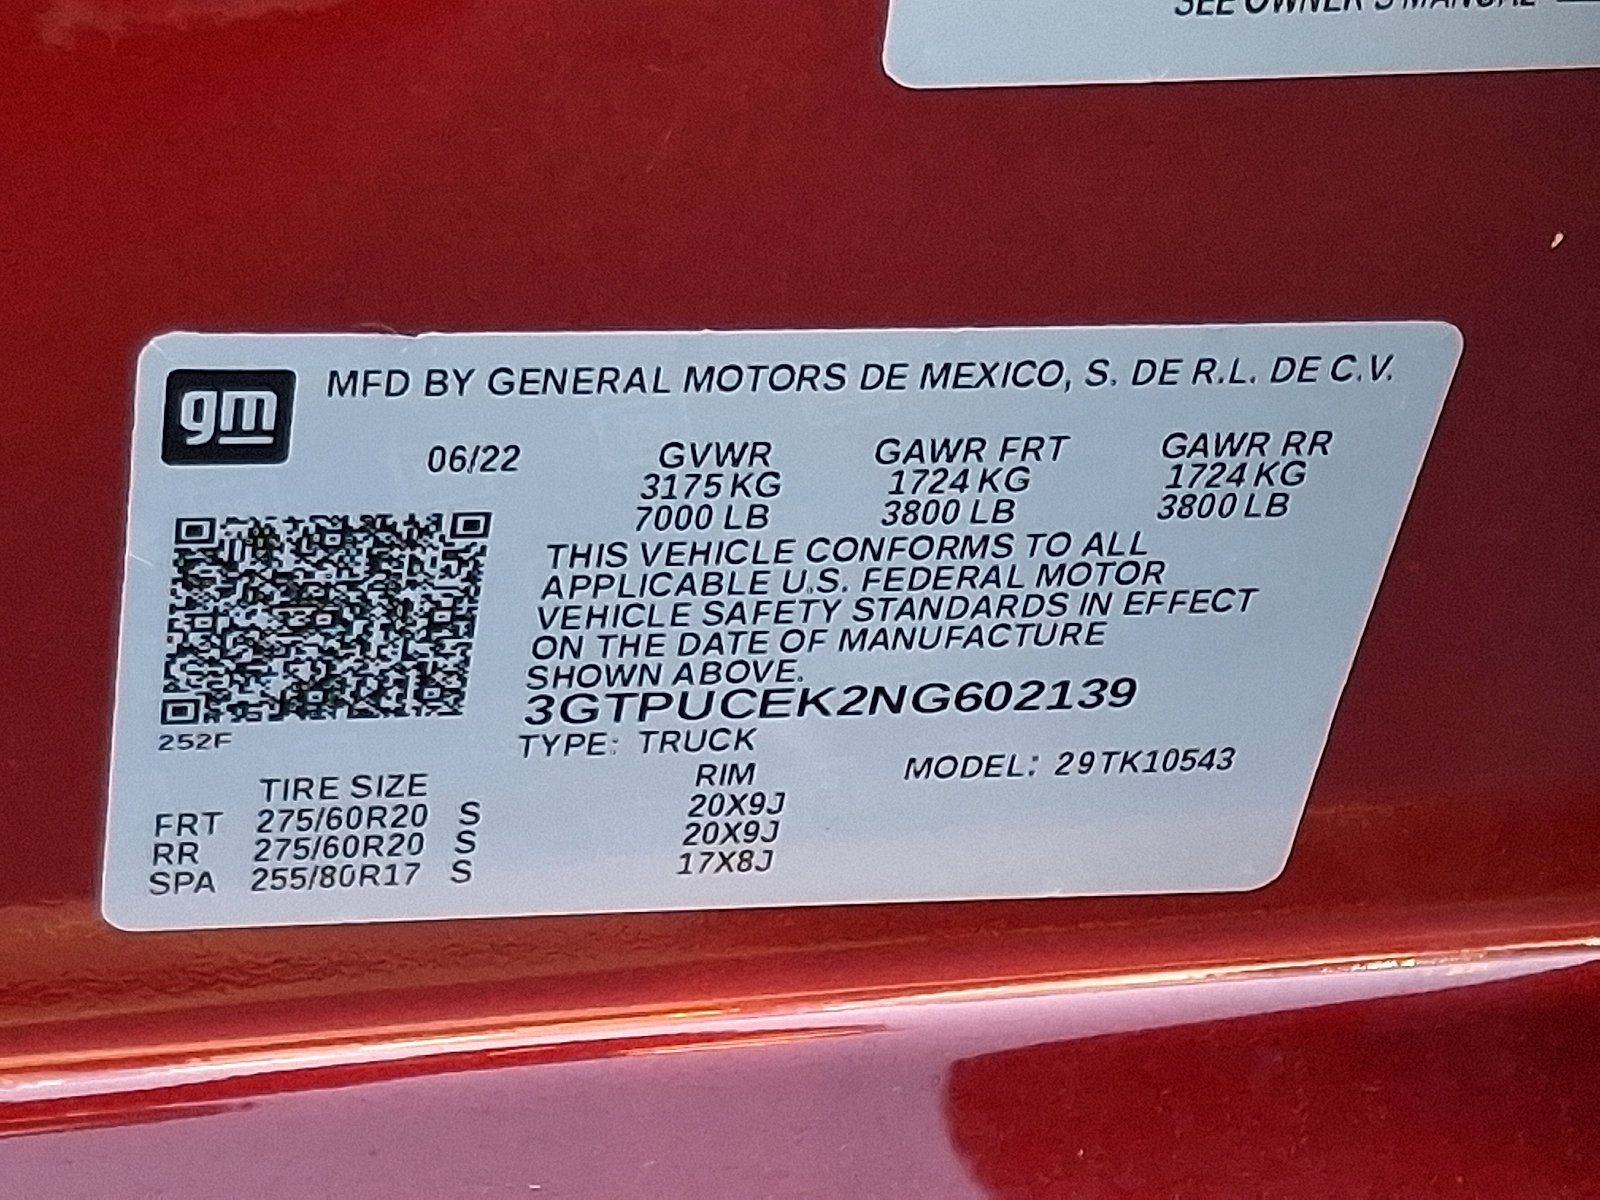 SEE OWNER'S MANUAL
gm
MFD BY GENERAL MOTORS DE MEXICO, S. DE R.L. DE C.V.
06/22 GVWR GAWR FRT GAWR RR
3175 KG 1724 KG 1724 KG
7000 LB 3800 LB 3800 LB
THIS VEHICLE CONFORMS TO ALL
APPLICABLE U.S. FEDERAL MOTOR
VEHICLE SAFETY STANDARDS IN EFFECT
ON THE DATE OF MANUFACTURE
SHOWN ABOVE.
3GTPUCEK2NG602139
252F
TYPE: TRUCK MODEL: 29TK10543
TIRE SIZE RIM
FRT 275/60R20 S 20X9J
RR 275/60R20 S 20X9J
SPA 255/80R17 S 17X8J